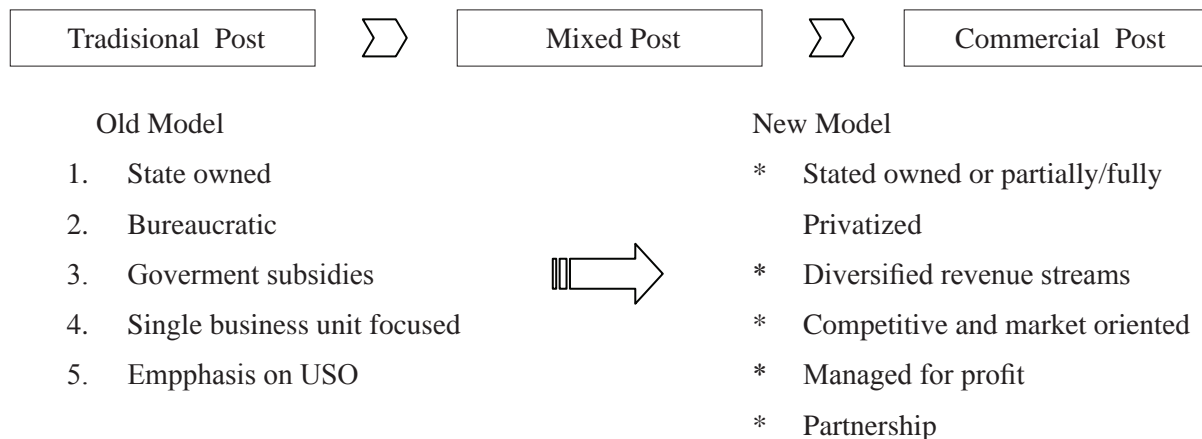 Tradisional Post
Mixed Post
Commercial Post
Old Model
1. State owned
2. Bureaucratic
3. Goverment subsidies
4. Single business unit focused
5. Empphasis on USO
New Model
* Stated owned or partially/fully
Privatized
* Diversified revenue streams
* Competitive and market oriented
* Managed for profit
* Partnership